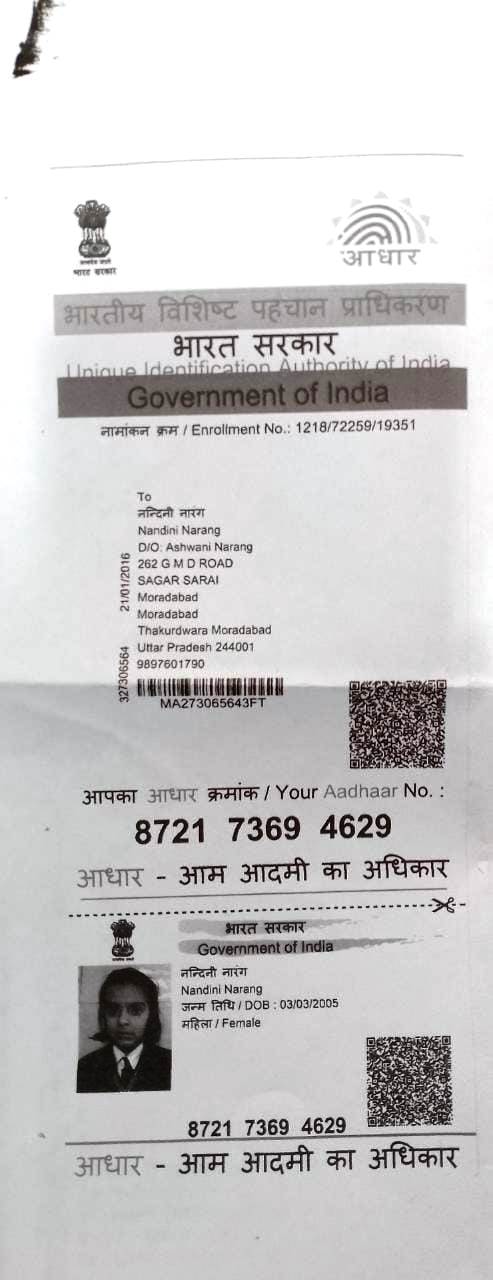 भारत सरकार
आधार
भारतीय विशिष्ट पहचान प्राधिकरण
भारत सरकार
Unique Identification Authority of India
Government of India
नामांकन क्रम / Enrollment No.: 1218/72259/19351
To
नन्दिनी नारंग
Nandini Narang
D/O: Ashwani Narang
262 G M D ROAD
SAGAR SARAI
Moradabad
Moradabad
Thakurdwara Moradabad
Uttar Pradesh 244001
9897601790
21/01/2016
327306564
MA273065643FT
आपका आधार क्रमांक / Your Aadhaar No. :
8721 7369 4629
आधार - आम आदमी का अधिकार
भारत सरकार
Government of India
नन्दिनी नारंग
Nandini Narang
जन्म तिथि / DOB : 03/03/2005
महिला / Female
8721 7369 4629
आधार - आम आदमी का अधिकार